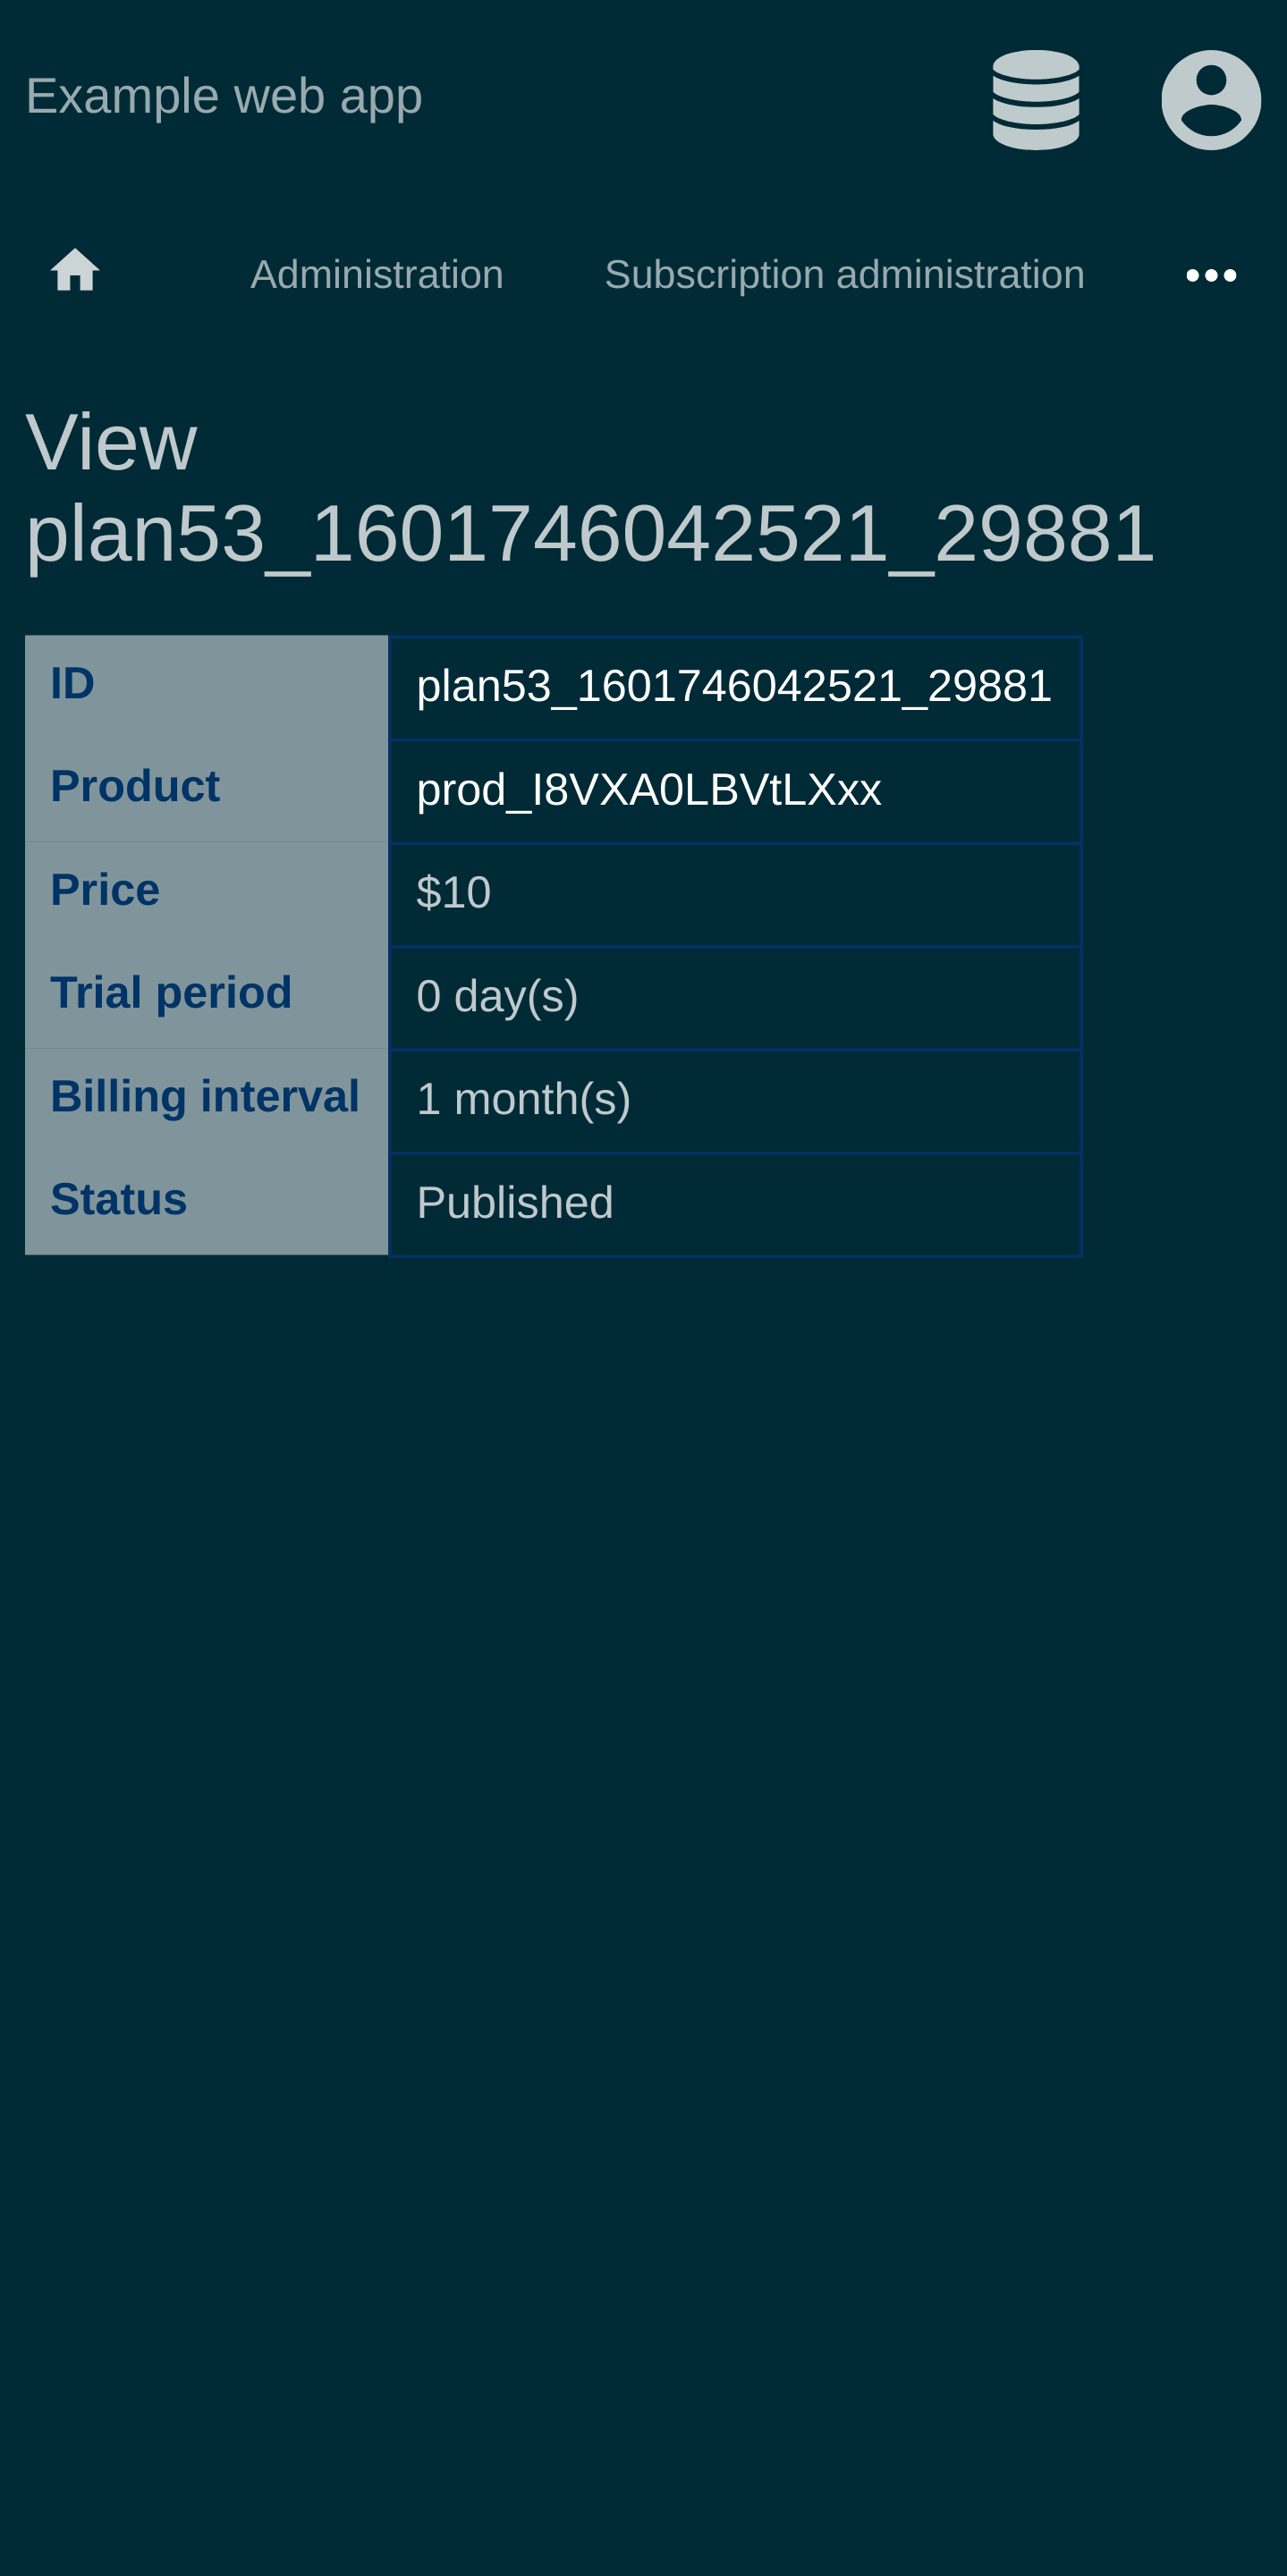 Example web app
Administration Subscription administration •••
View
plan53_1601746042521_29881
ID plan53_1601746042521_29881
Product prod_I8VXA0LBVtLXxx
Price $10
Trial period 0 day(s)
Billing interval 1 month(s)
Status Published